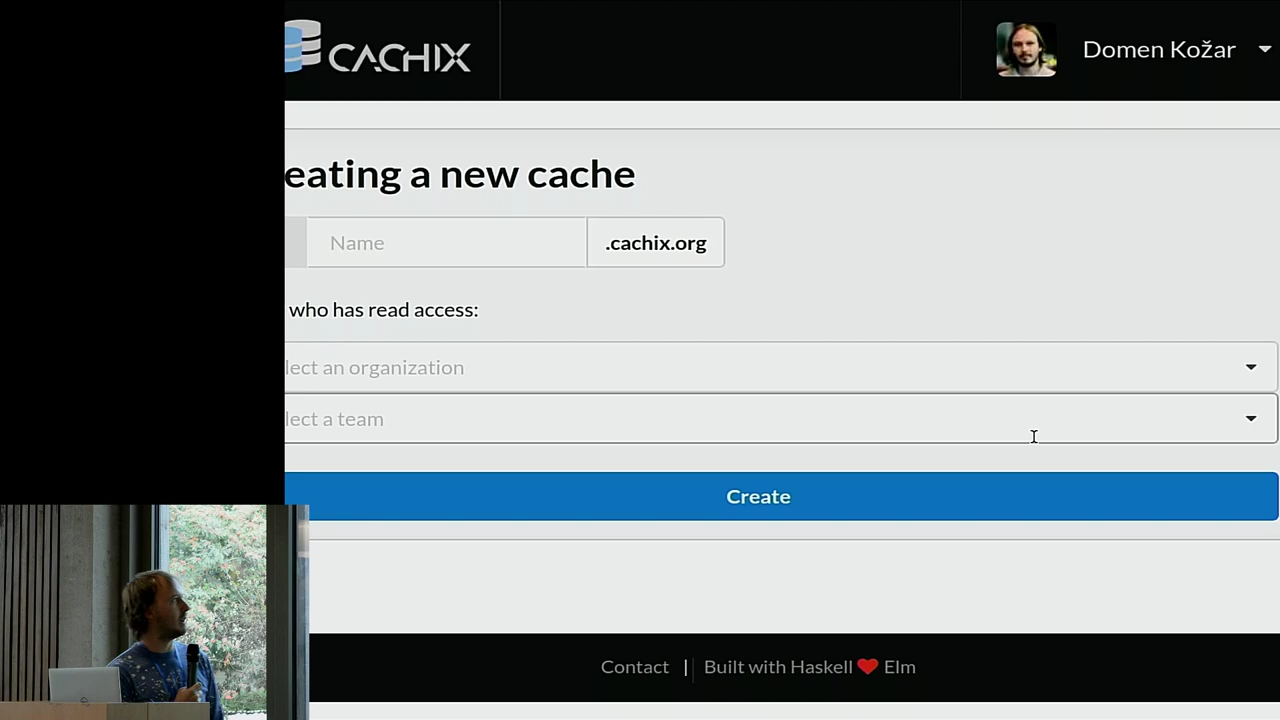 CACHIX
Domen Kožar
eating a new cache
Name
.cachix.org
who has read access:
lect an organization
lect a team
Create
Contact | Built with Haskell ❤ Elm